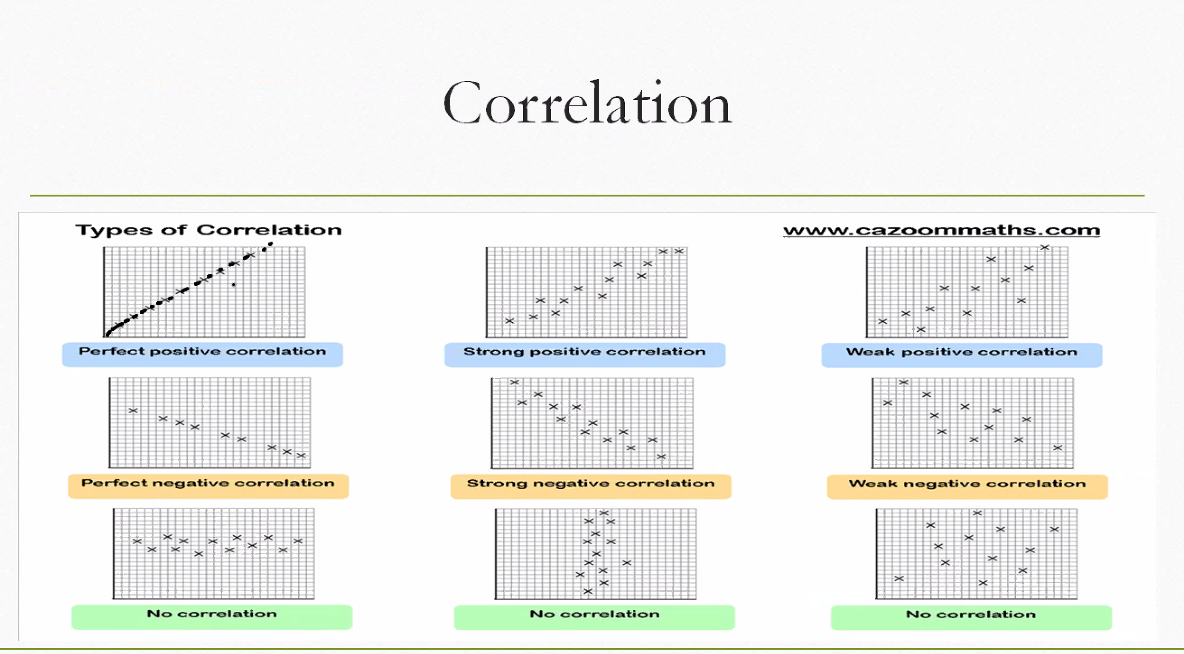 Correlation
Types of Correlation
www.cazoommaths.com
Perfect positive correlation
Strong positive correlation
Weak positive correlation
Perfect negative correlation
Strong negative correlation
Weak negative correlation
No correlation
No correlation
No correlation